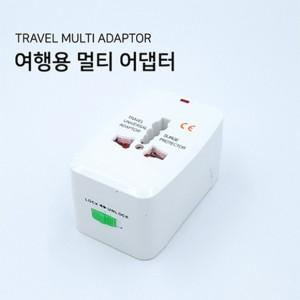 TRAVEL MULTI ADAPTOR
여행용 멀티 어댑터
TRAVEL
UNIVERSAL
ADAPTOR
CE
SURGE
PROTECTOR
LOCK ◀▶ UNLOCK